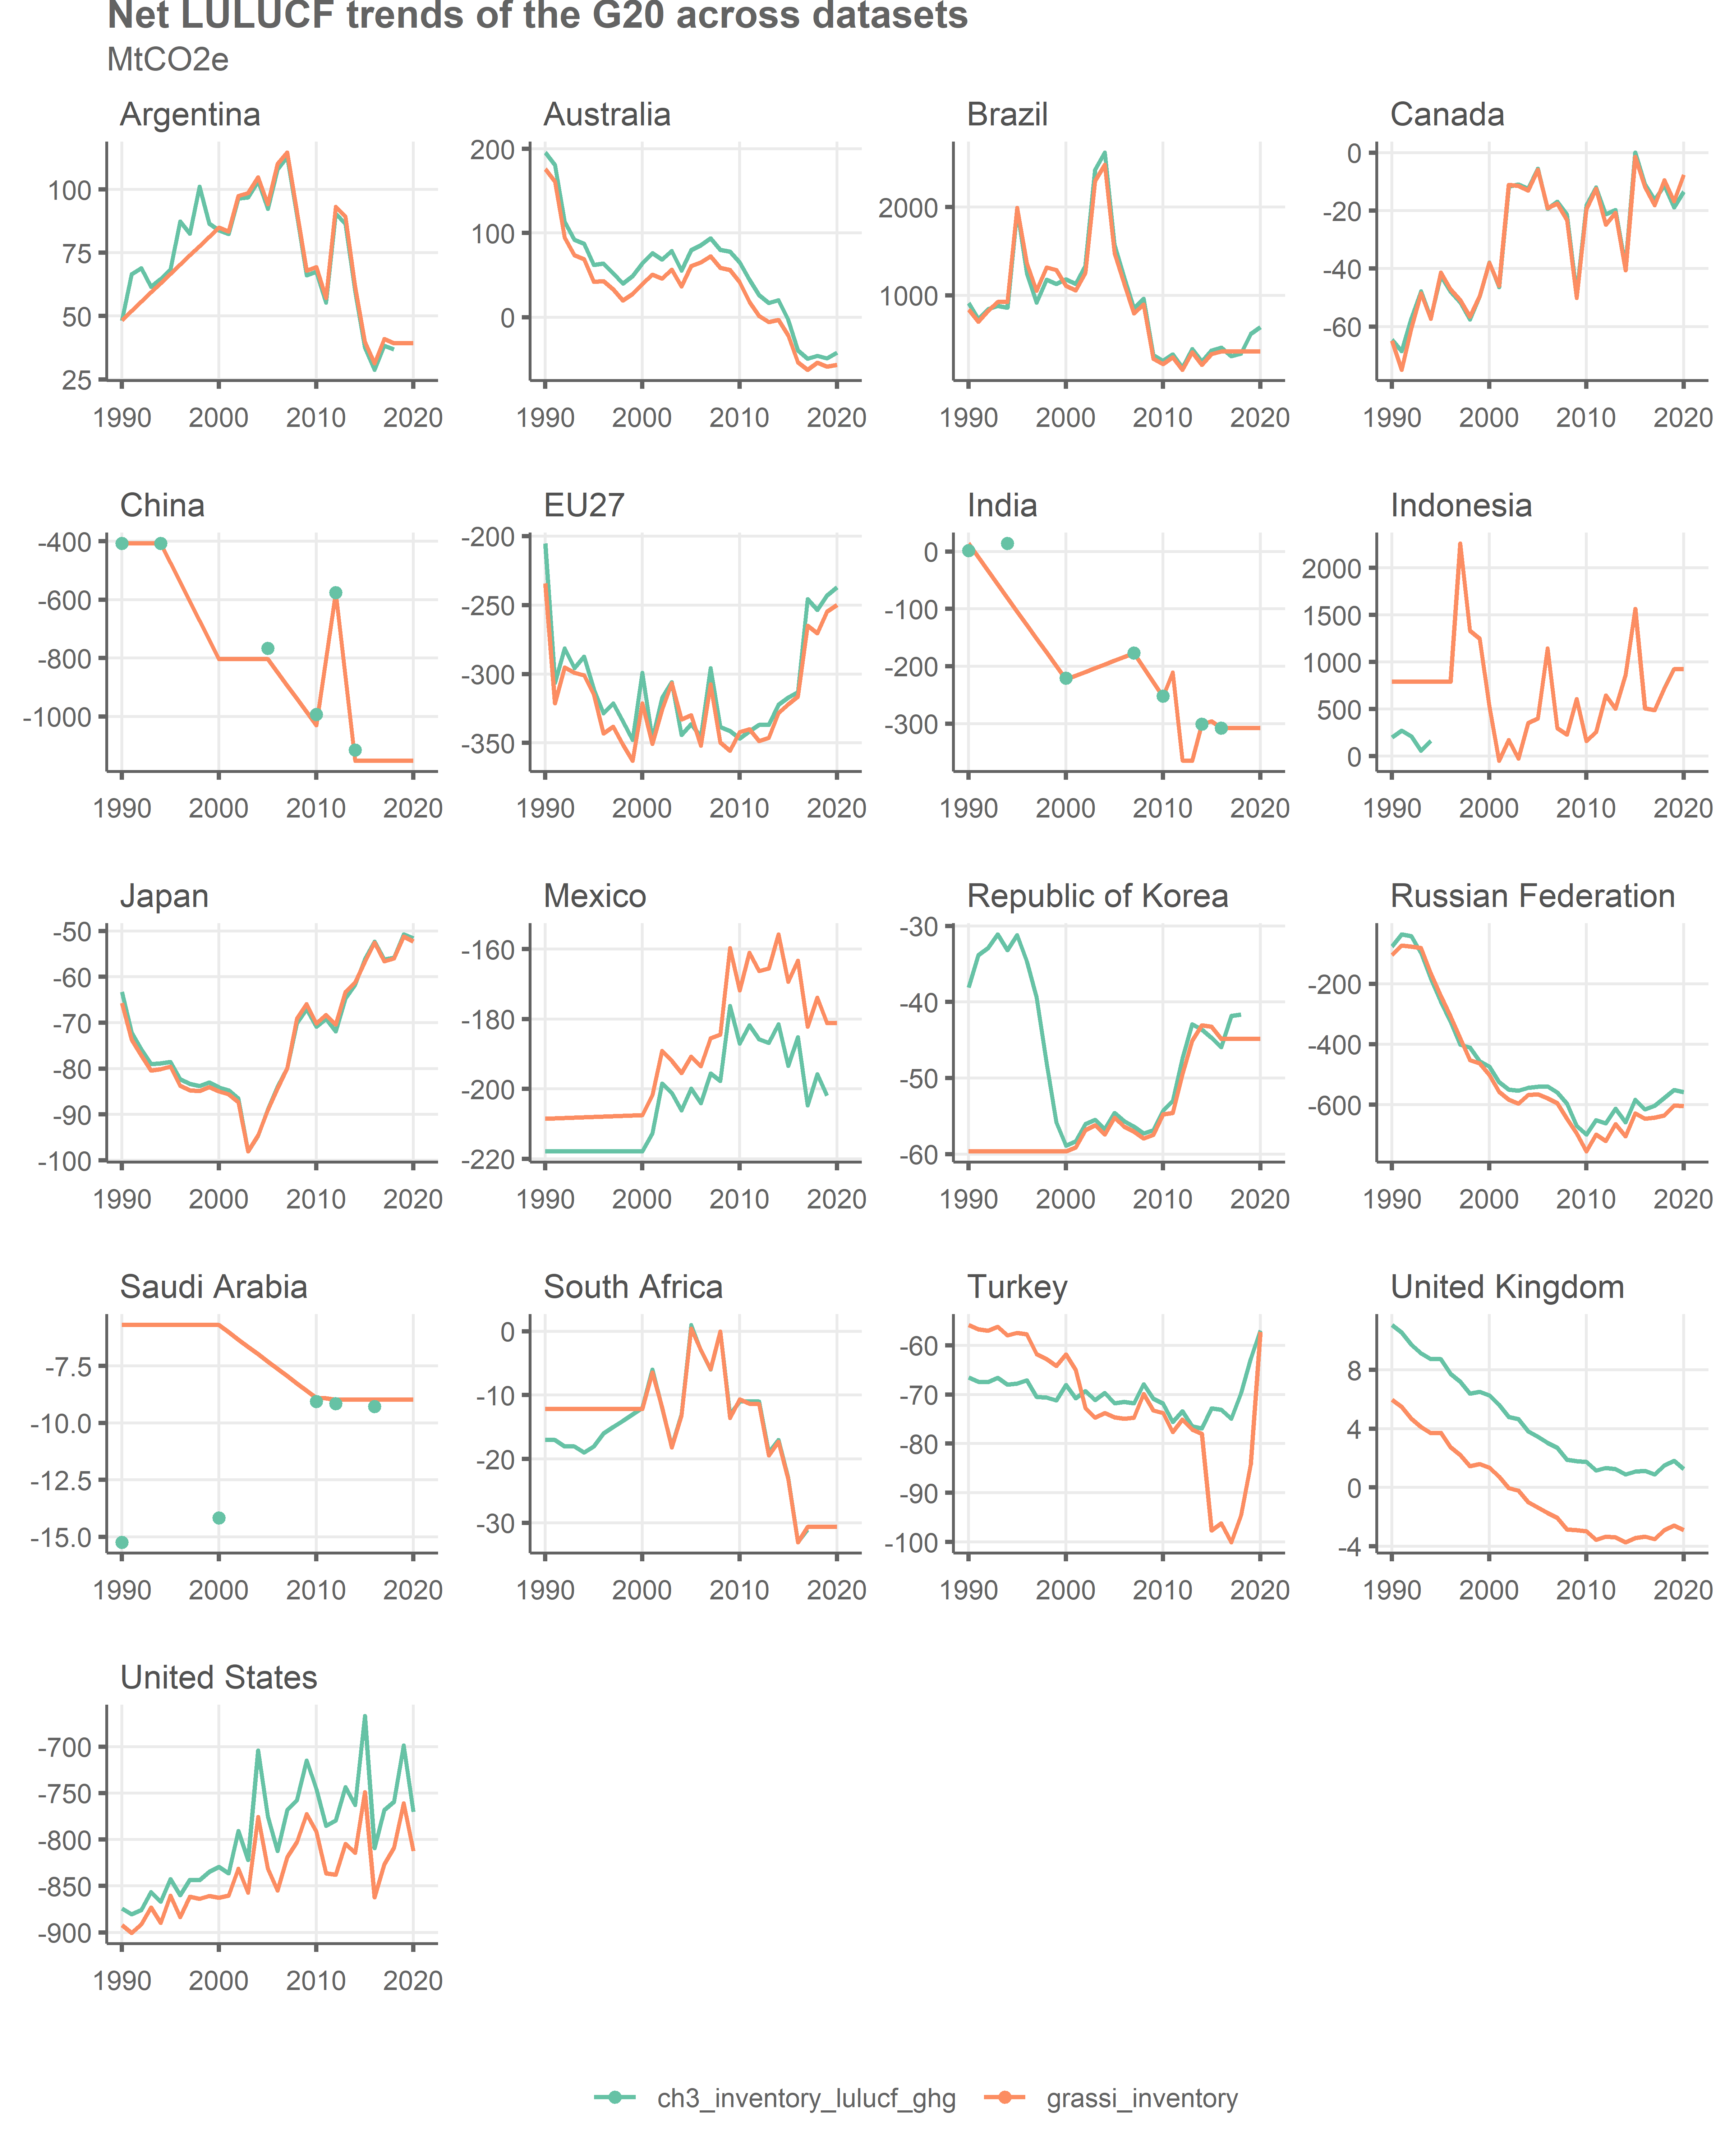 Net LULUCF trends of the G20 across datasets
MtCO2e
Argentina
100
75
50
25
1990 2000 2010 2020
Australia
200
100
0
1990 2000 2010 2020
Brazil
2000
1000
1990 2000 2010 2020
Canada
0
-20
-40
-60
1990 2000 2010 2020
China
-400
-600
-800
-1000
1990 2000 2010 2020
EU27
-200
-250
-300
-350
1990 2000 2010 2020
India
0
-100
-200
-300
1990 2000 2010 2020
Indonesia
2000
1500
1000
500
0
1990 2000 2010 2020
Japan
-50
-60
-70
-80
-90
-100
1990 2000 2010 2020
Mexico
-160
-180
-200
-220
1990 2000 2010 2020
Republic of Korea
-30
-40
-50
-60
1990 2000 2010 2020
Russian Federation
-200
-400
-600
1990 2000 2010 2020
Saudi Arabia
-7.5
-10.0
-12.5
-15.0
1990 2000 2010 2020
South Africa
0
-10
-20
-30
1990 2000 2010 2020
Turkey
-60
-70
-80
-90
-100
1990 2000 2010 2020
United Kingdom
8
4
0
-4
1990 2000 2010 2020
United States
-700
-750
-800
-850
-900
1990 2000 2010 2020
ch3_inventory_lulucf_ghg grassi_inventory